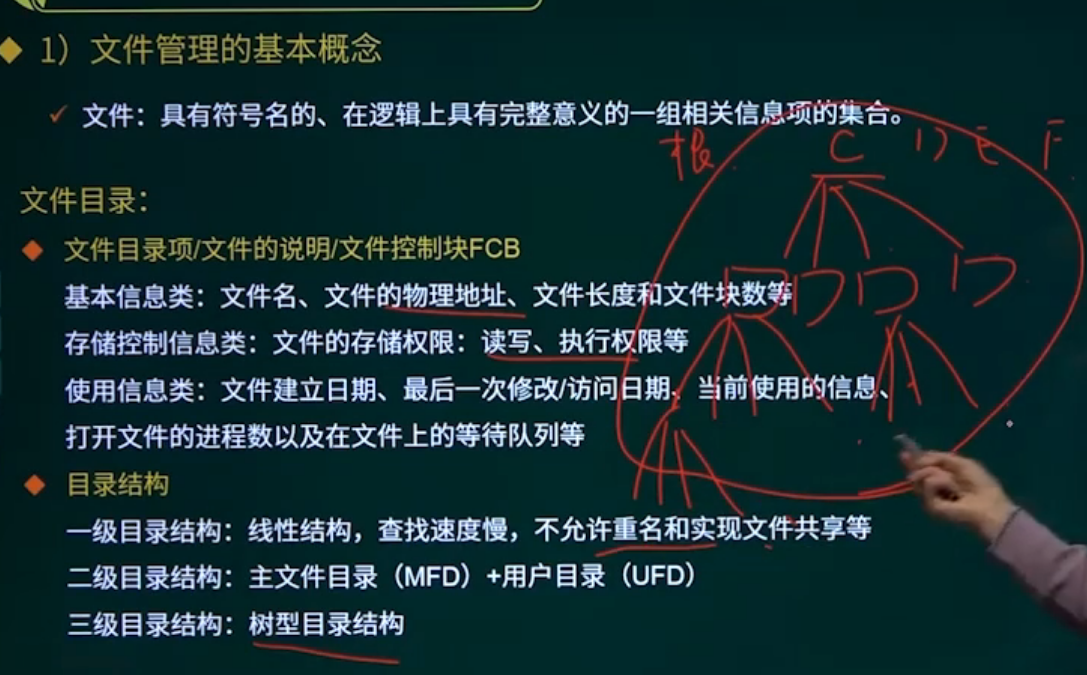 1）文件管理的基本概念
文件：具有符号名的、在逻辑上具有完整意义的一组相关信息项的集合。
根 C D E F
文件目录：
文件目录项/文件的说明/文件控制块FCB
基本信息类：文件名、文件的物理地址、文件长度和文件块数等
存储控制信息类：文件的存储权限：读写、执行权限等
使用信息类：文件建立日期、最后一次修改/访问日期、当前使用的信息、
打开文件的进程数以及在文件上的等待队列等
目录结构
一级目录结构：线性结构，查找速度慢，不允许重名和实现文件共享等
二级目录结构：主文件目录（MFD）+用户目录（UFD）
三级目录结构：树型目录结构